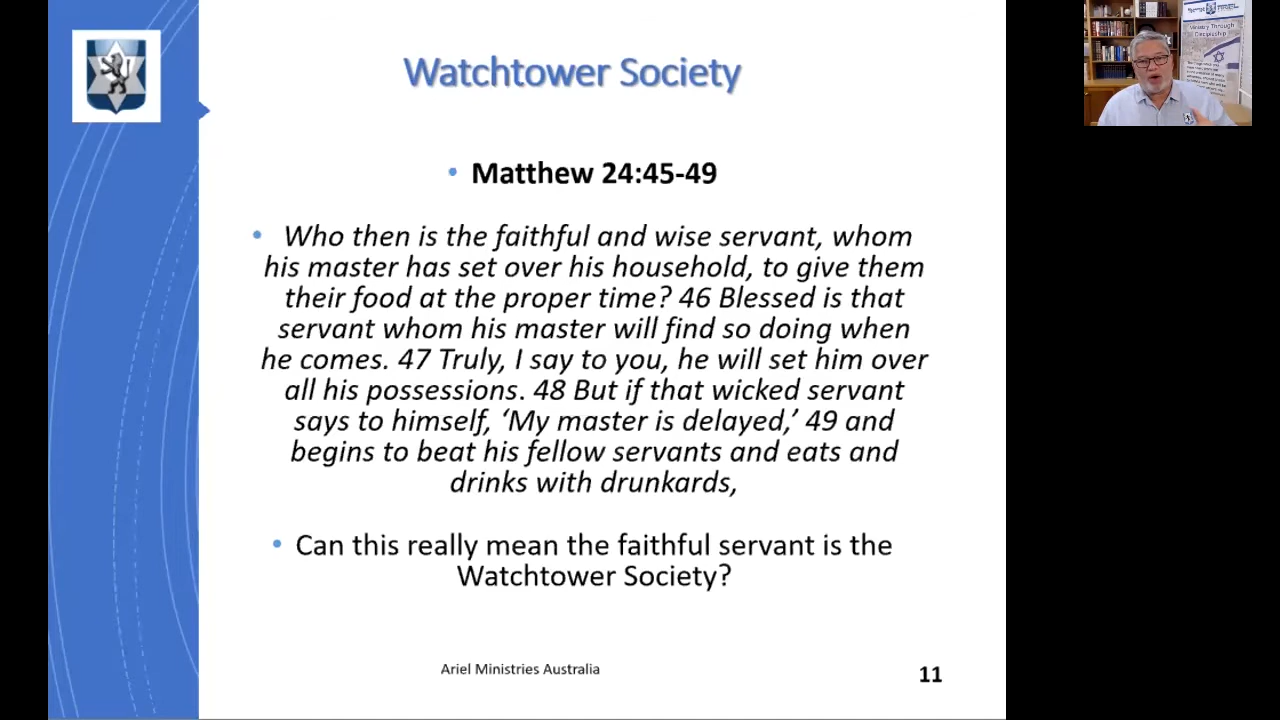 Watchtower Society
• Matthew 24:45-49
• Who then is the faithful and wise servant, whom
his master has set over his household, to give them
their food at the proper time? 46 Blessed is that
servant whom his master will find so doing when
he comes. 47 Truly, I say to you, he will set him over
all his possessions. 48 But if that wicked servant
says to himself, ‘My master is delayed,’ 49 and
begins to beat his fellow servants and eats and
drinks with drunkards,
• Can this really mean the faithful servant is the
Watchtower Society?
Ariel Ministries Australia
11
Ministry Through
Discipleship